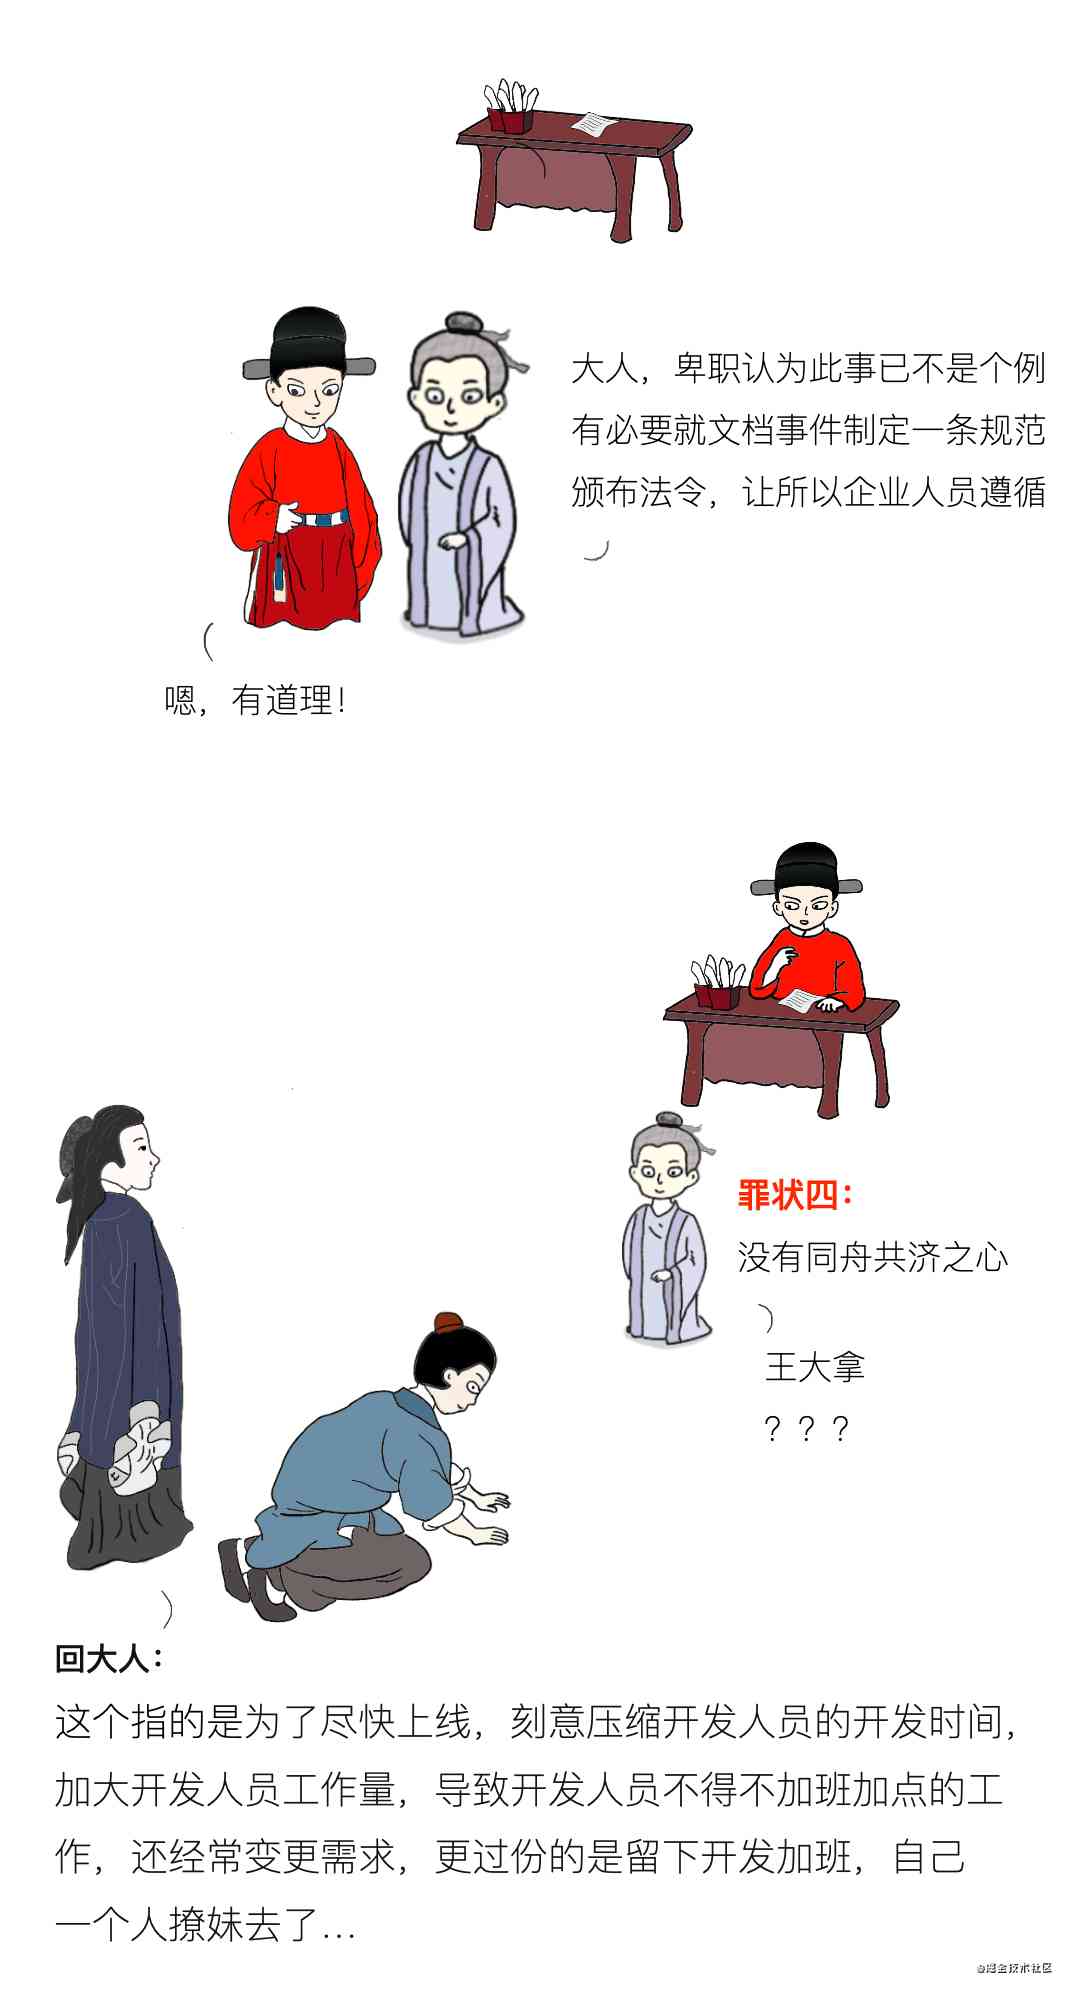 大人，卑职认为此事已不是个例
有必要就文档事件制定一条规范
颁布法令，让所以企业人员遵循
嗯，有道理！
罪状四：
没有同舟共济之心
王大拿
？？？
回大人：
这个指的是为了尽快上线，刻意压缩开发人员的开发时间，
加大开发人员工作量，导致开发人员不得不加班加点的工
作，还经常变更需求，更过份的是留下开发加班，自己
一个人撩妹去了...
@掘金技术社区